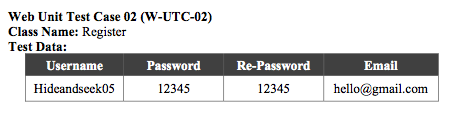 Web Unit Test Case 02 (W-UTC-02)
Class Name: Register
Test Data:
Username Password Re-Password Email
Hideandseek05 12345 12345 hello@gmail.com